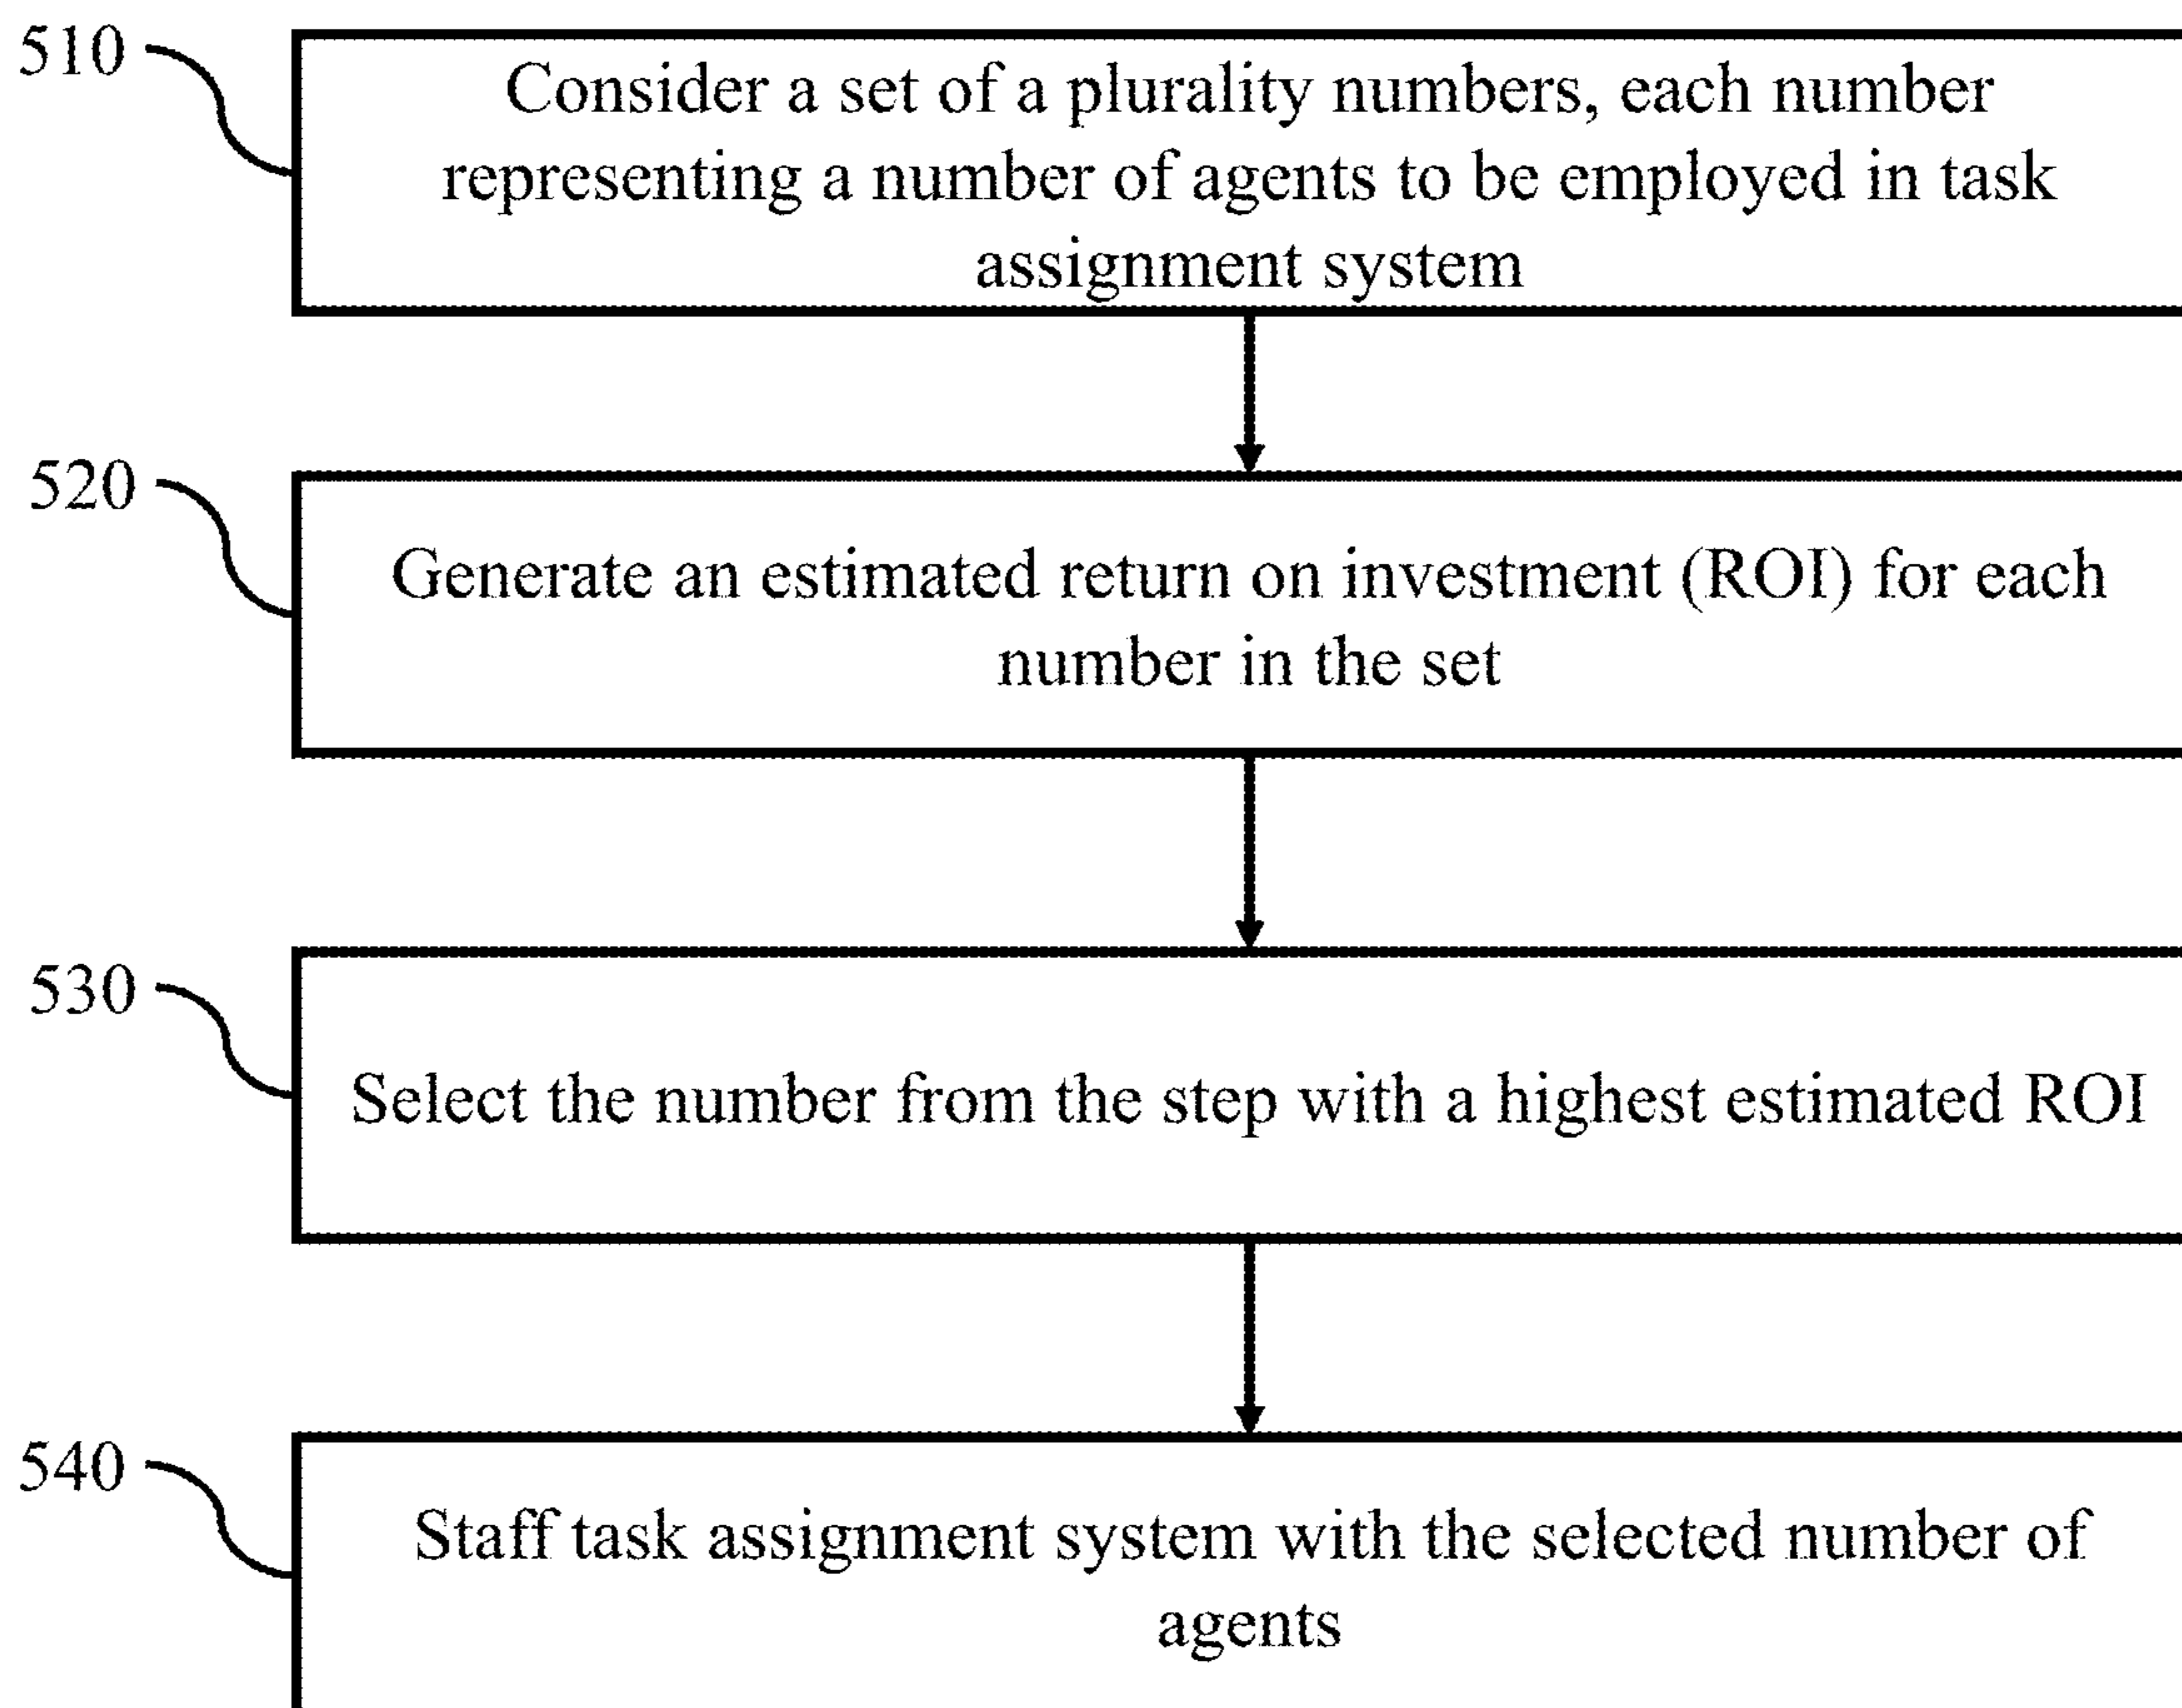 510
Consider a set of a plurality numbers, each number
representing a number of agents to be employed in task
assignment system
520
Generate an estimated return on investment (ROI) for each
number in the set
530
Select the number from the step with a highest estimated ROI
540
Staff task assignment system with the selected number of
agents